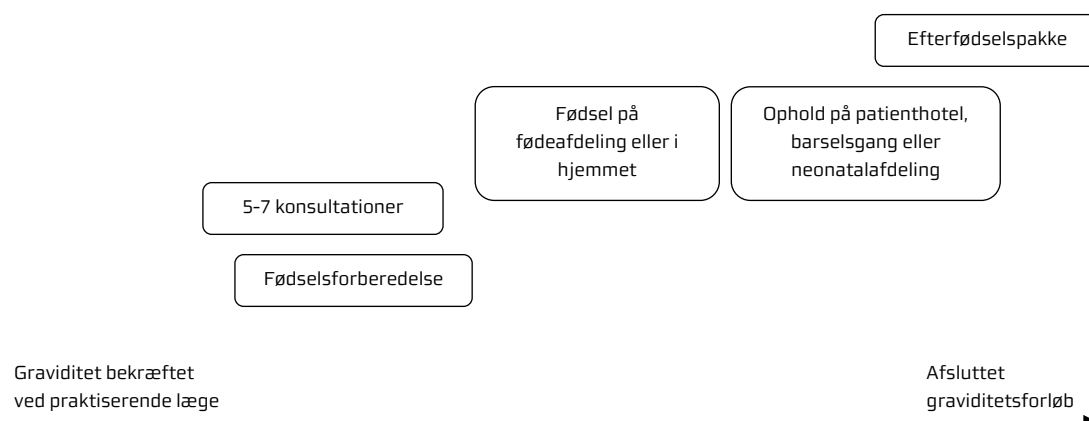 Efterfødselspakke
Fødsel på
fødeafdeling eller i
hjemmet
Ophold på patienthotel,
barselsgang eller
neonatalafdeling
5-7 konsultationer
Fødselsforberedelse
Graviditet bekræftet
ved praktiserende læge
Afsluttet
graviditetsforløb